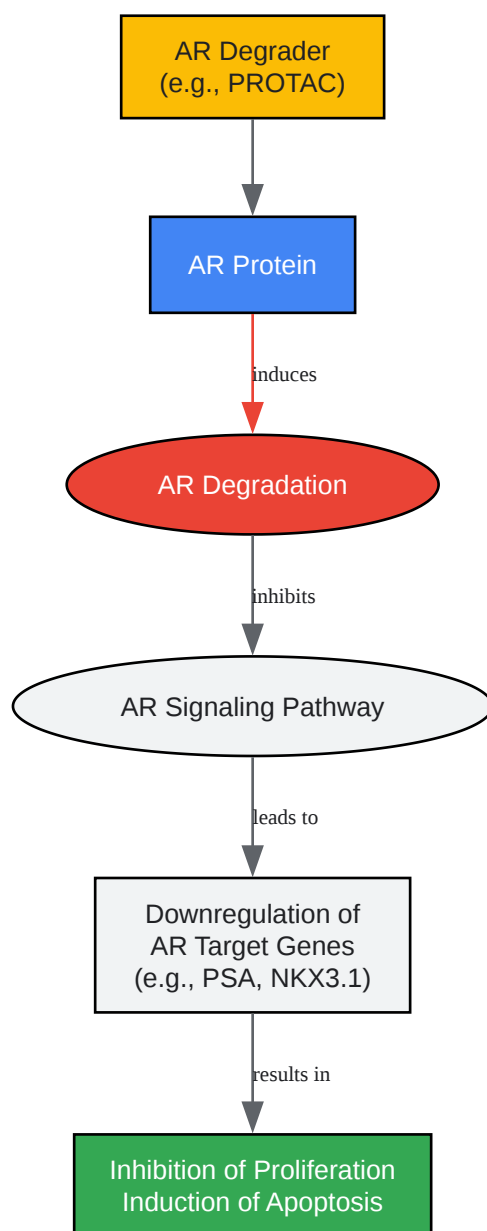 AR Degrader
(e.g., PROTAC)
AR Protein
induces
AR Degradation
inhibits
AR Signaling Pathway
leads to
Downregulation of
AR Target Genes
(e.g., PSA, NKX3.1)
results in
Inhibition of Proliferation
Induction of Apoptosis